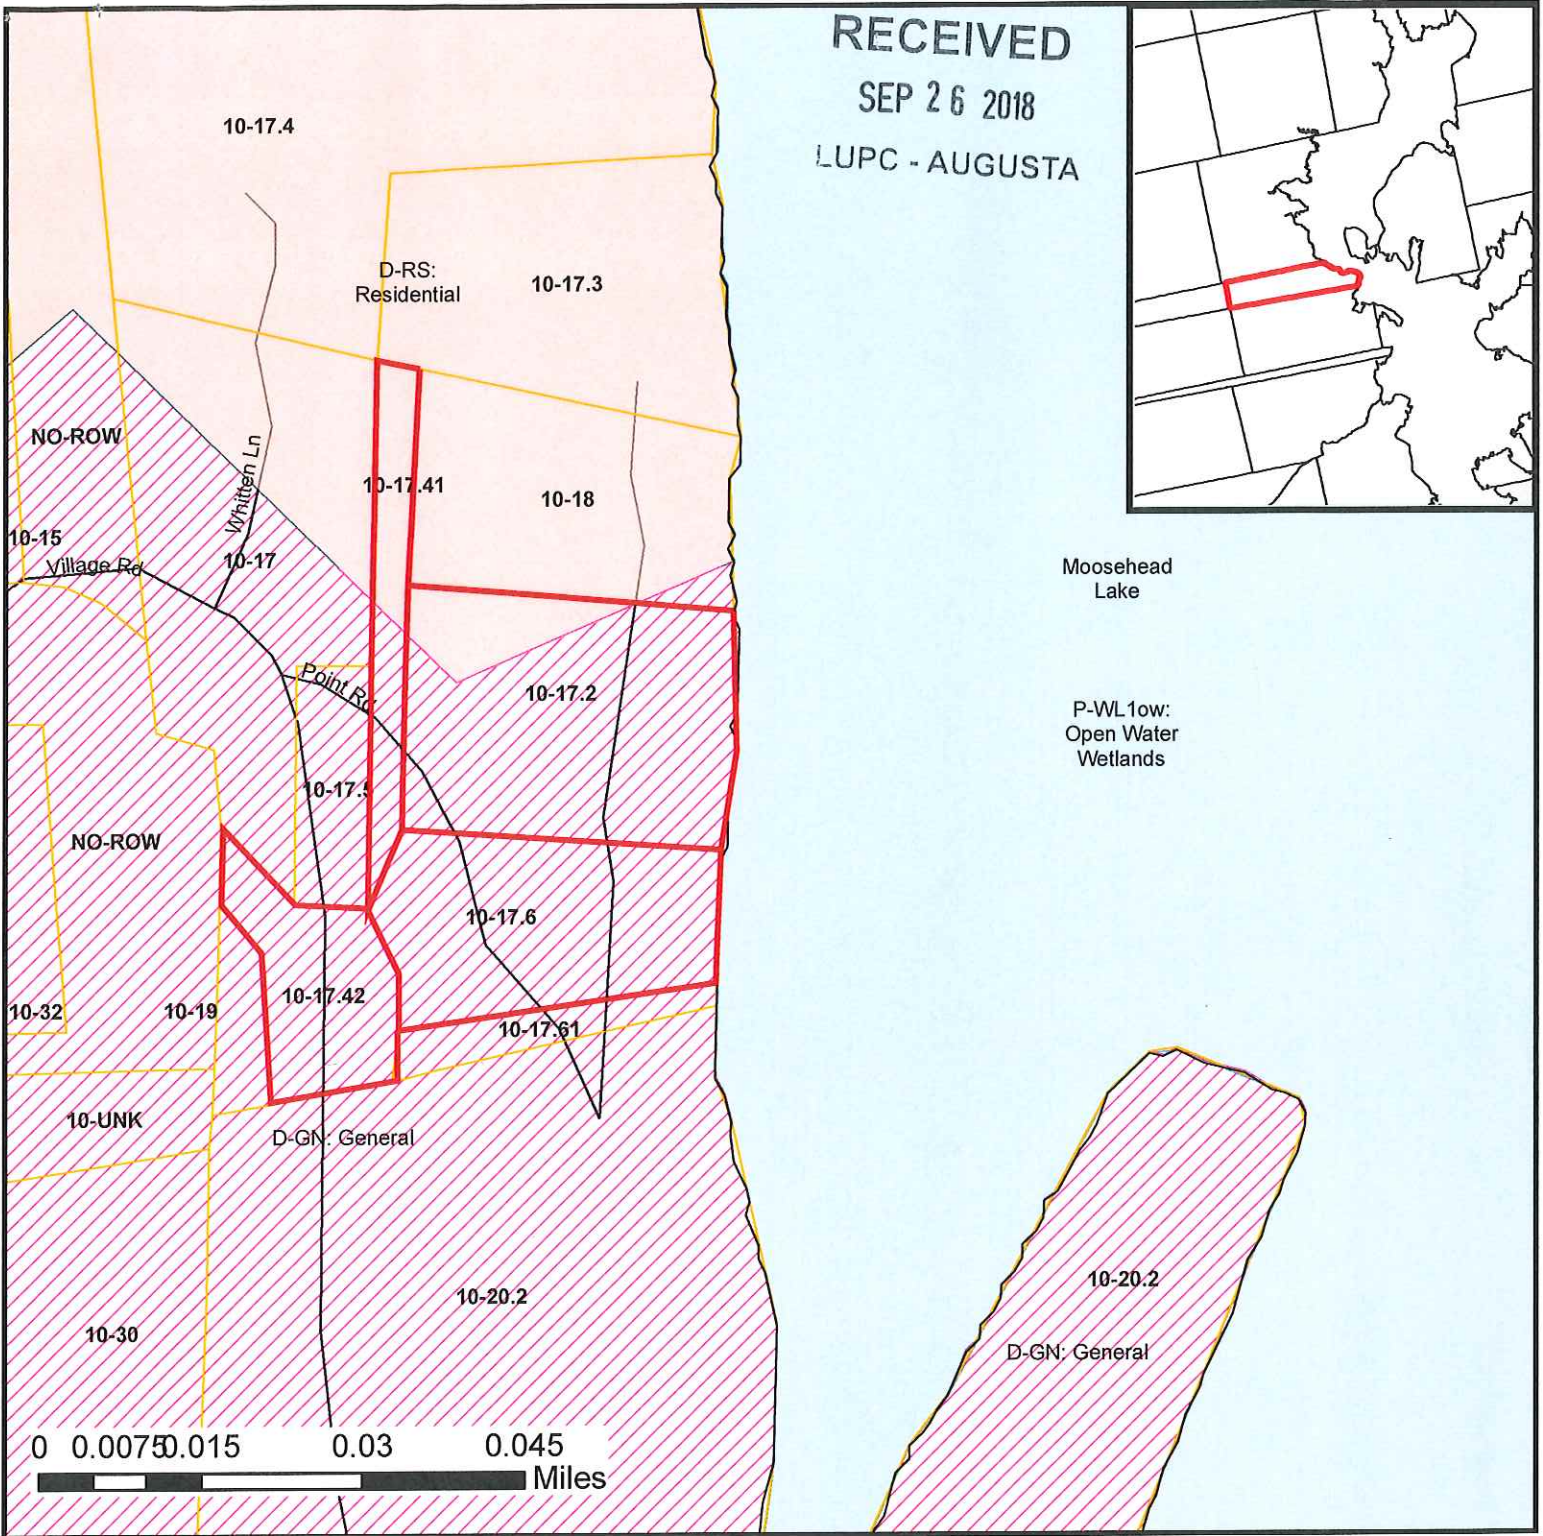 RECEIVED
SEP 26 2018
LUPC - AUGUSTA
10-17.4
D-RS:
Residential
10-17.3
NO-ROW
Whitten Ln
10-17.41
10-18
10-15
Village Rd
10-17
Moosehead
Lake
Point Rd
10-17.2
P-WL1ow:
Open Water
Wetlands
10-17.5
NO-ROW
10-17.6
10-17.42
10-32
10-19
10-17.61
10-UNK
D-GN: General
10-20.2
10-20.2
10-30
D-GN: General
0 0.0075 0.015 0.03 0.045
Miles